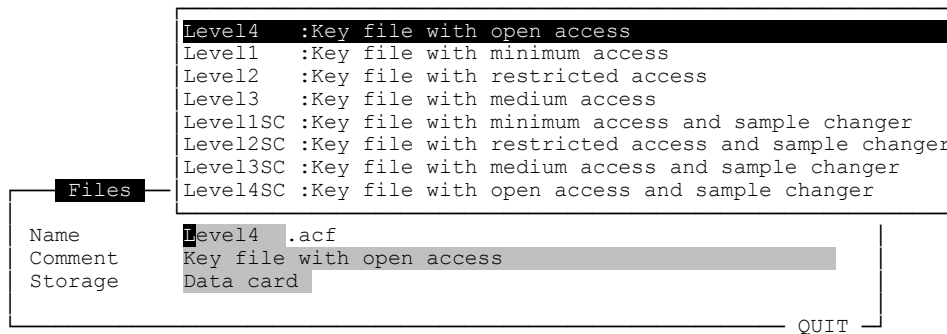 Level4   :Key file with open access
Level1   :Key file with minimum access
Level2   :Key file with restricted access
Level3   :Key file with medium access
Level1SC :Key file with minimum access and sample changer
Level2SC :Key file with restricted access and sample changer
Level3SC :Key file with medium access and sample changer
Files Level4SC :Key file with open access and sample changer
Name Level4 .acf
Comment Key file with open access
Storage Data card
QUIT